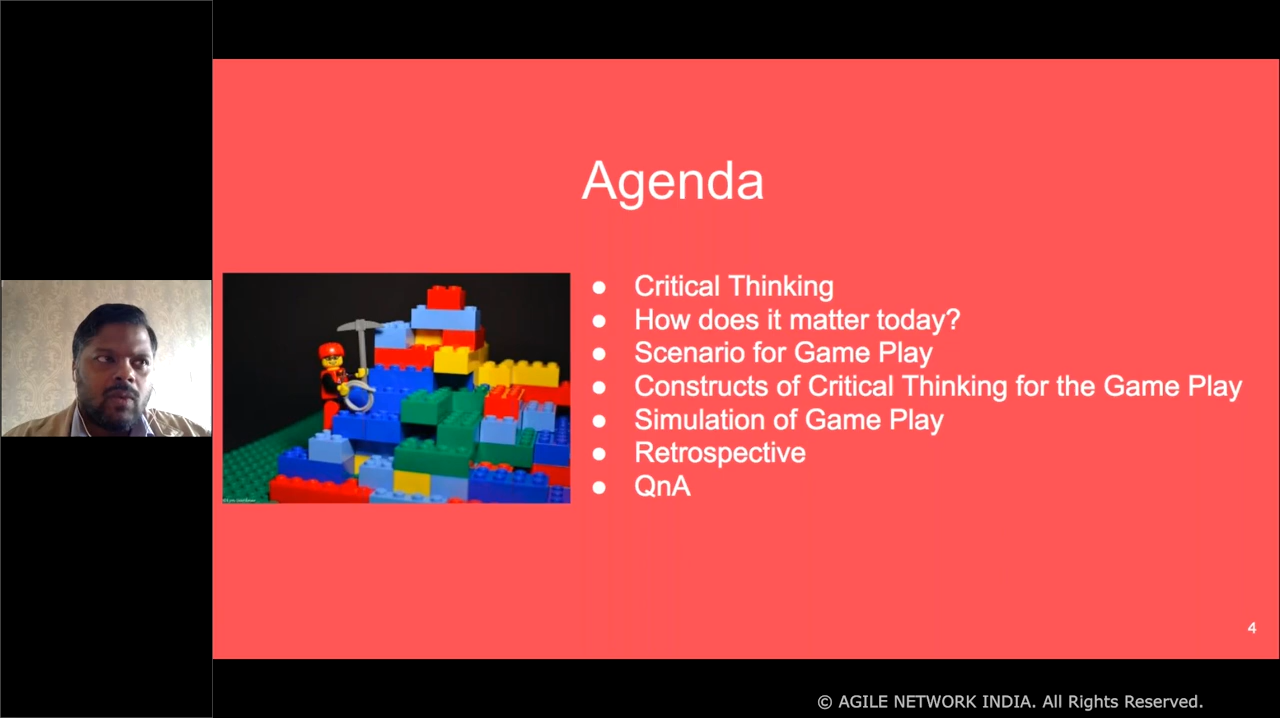 Agenda
● Critical Thinking
● How does it matter today?
● Scenario for Game Play
● Constructs of Critical Thinking for the Game Play
● Simulation of Game Play
● Retrospective
● QnA
4
© AGILE NETWORK INDIA. All Rights Reserved.